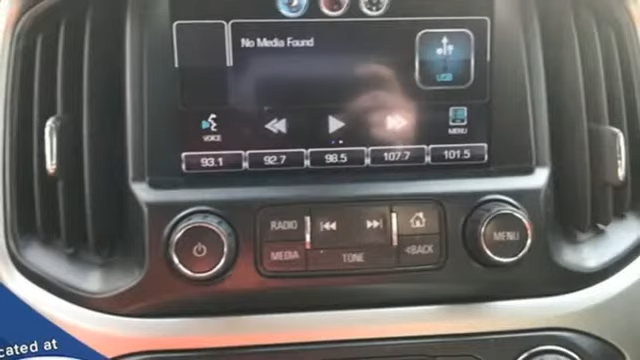 No Media Found
USB
VOICE
MENU
93.1 92.7 98.5 107.7 101.5
RADIO
MENU
MEDIA TONE <BACK
cated at